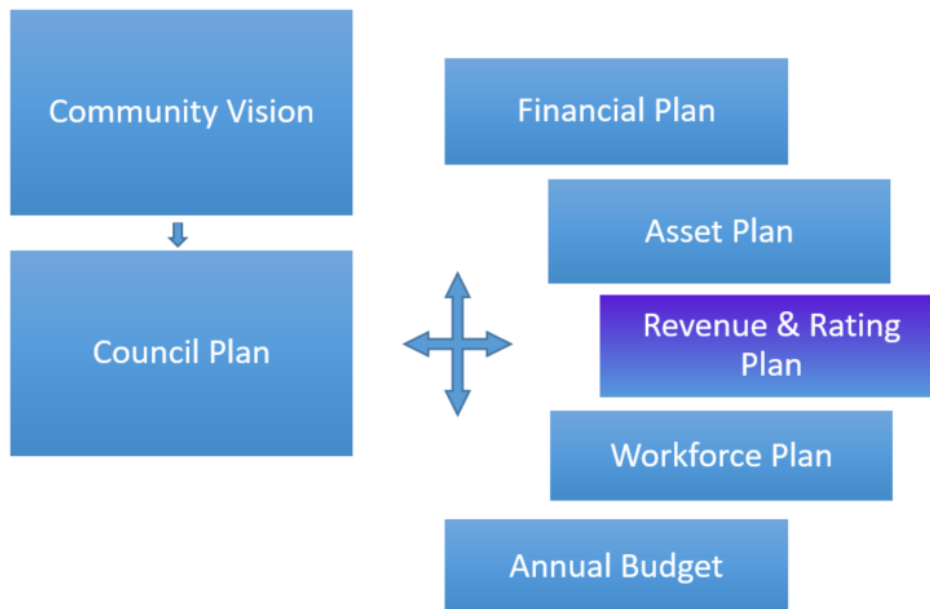 Community Vision
Council Plan
Financial Plan
Asset Plan
Revenue & Rating
Plan
Workforce Plan
Annual Budget